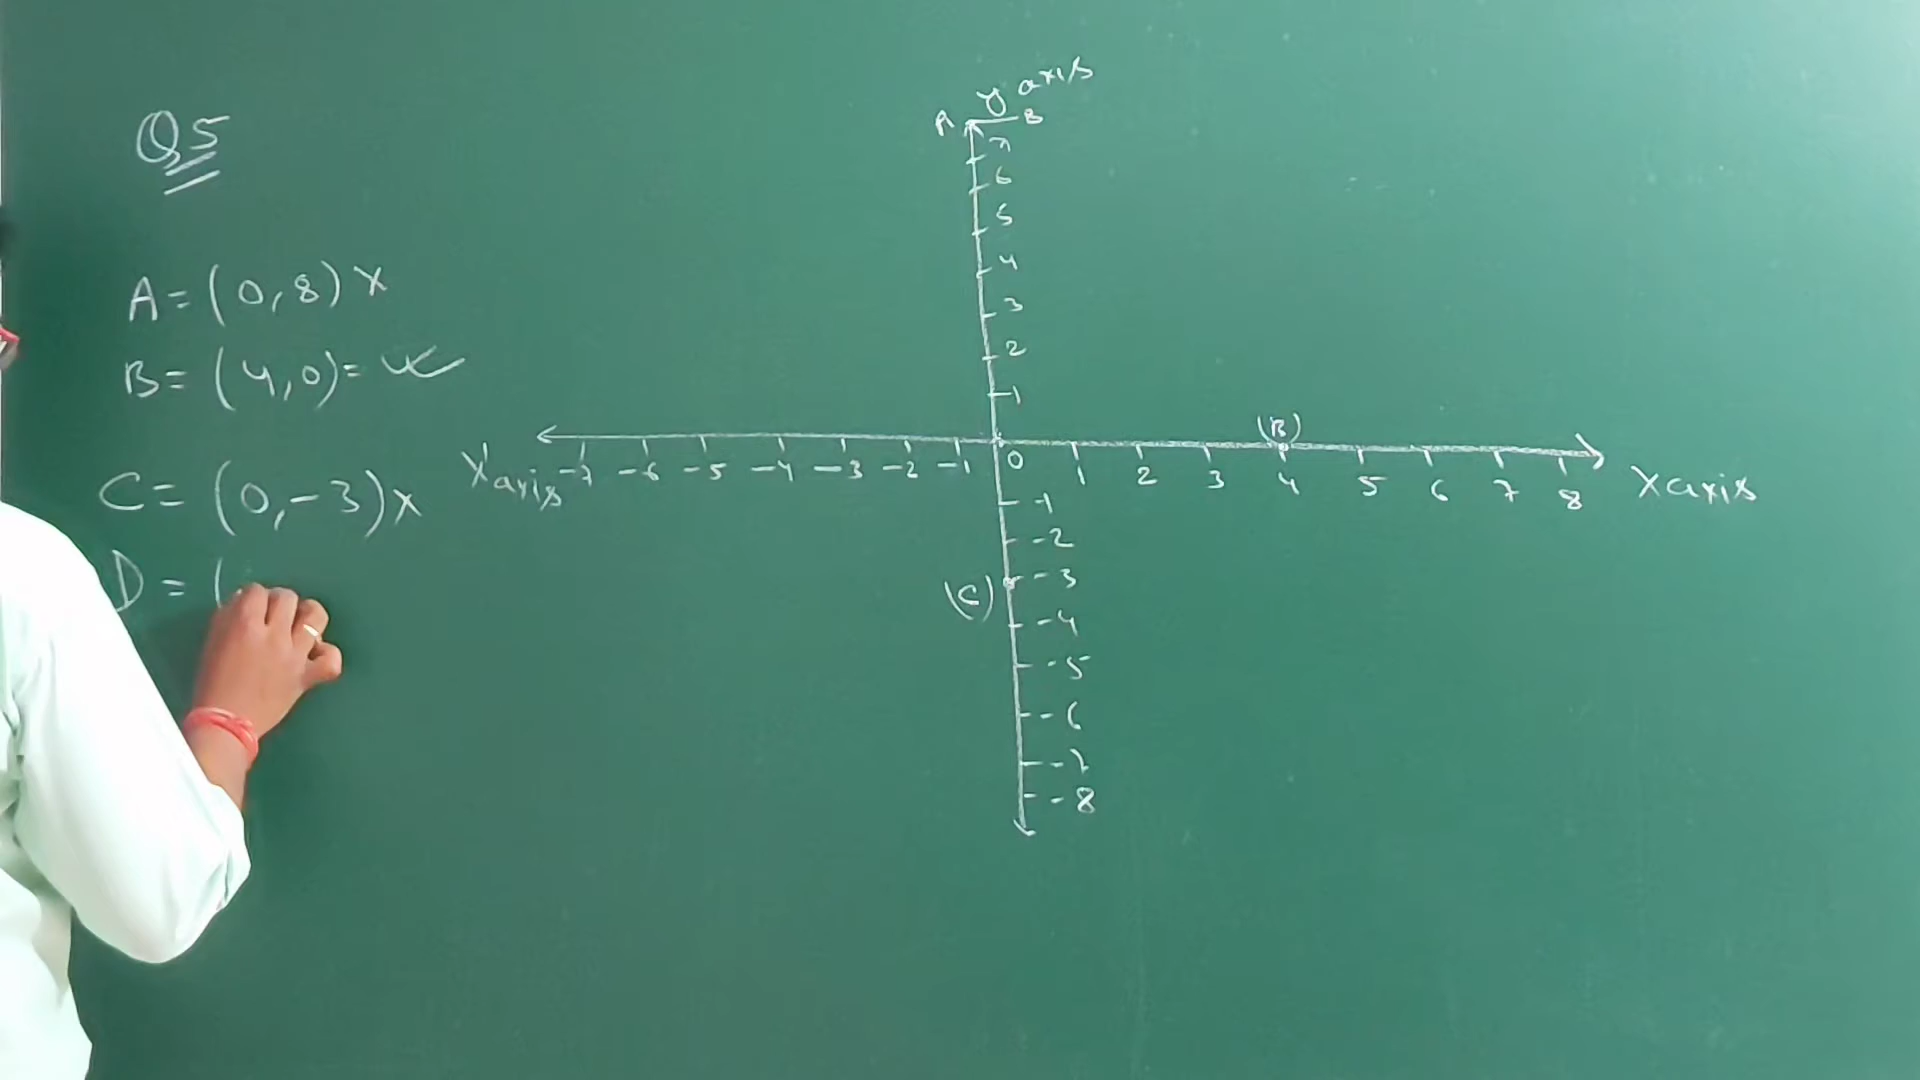 Q5
A = (0,8) x
B = (4,0) =
C = (0,-3) x
D = (
Y axis
A 8
7
6
5
4
3
2
1
(B)
X' axis -7 -6 -5 -4 -3 -2 -1 0 1 2 3 4 5 6 7 8 X axis
-1
-2
(C) -3
-4
-5
-6
-7
-8